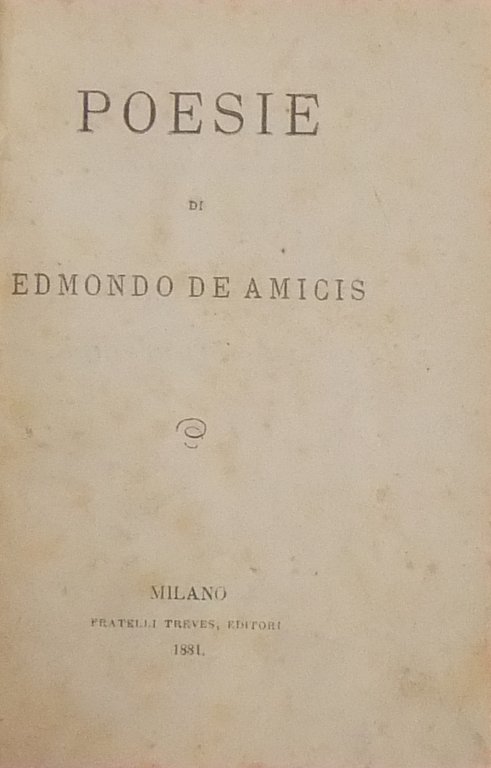 POESIE
DI
EDMONDO DE AMICIS
MILANO
FRATELLI TREVES, EDITORI
1881.